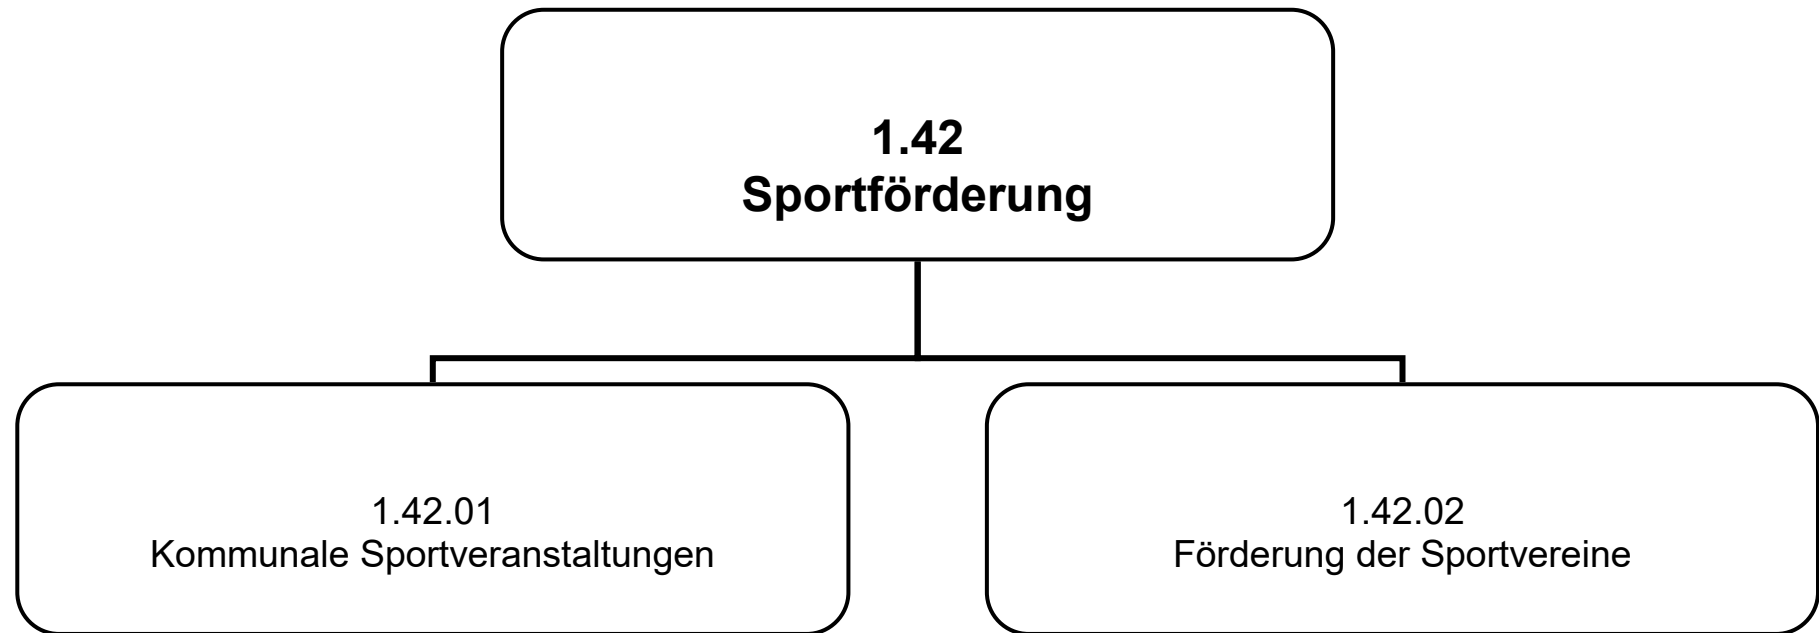 1.42
Sportförderung
1.42.01
Kommunale Sportveranstaltungen
1.42.02
Förderung der Sportvereine